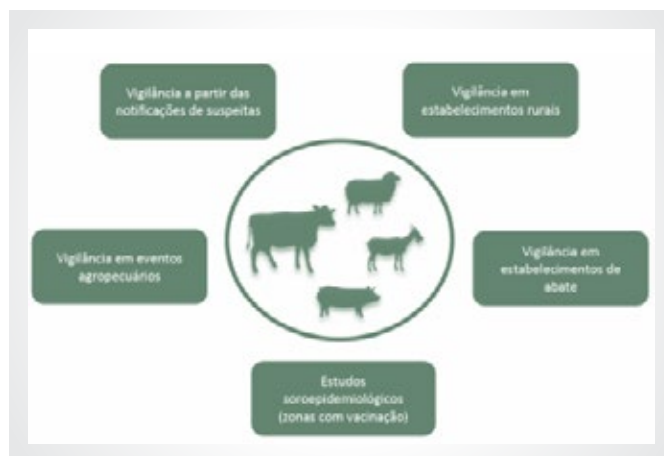 Vigilância a partir das
notificações de suspeitas
Vigilância em
estabelecimentos rurais
Vigilância em eventos
agropecuários
Vigilância em
estabelecimentos de
abate
Estudos
soroepidemiológicos
(zonas com vacinação)